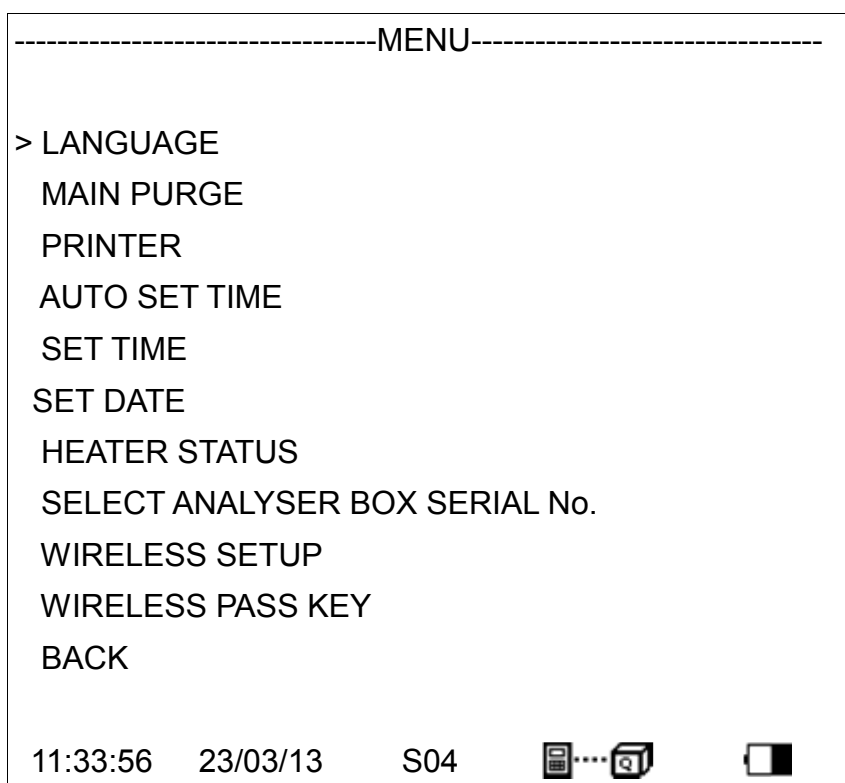 ----------------------------------MENU---------------------------------
> LANGUAGE
MAIN PURGE
PRINTER
AUTO SET TIME
SET TIME
SET DATE
HEATER STATUS
SELECT ANALYSER BOX SERIAL No.
WIRELESS SETUP
WIRELESS PASS KEY
BACK
11:33:56 23/03/13 S04 Q